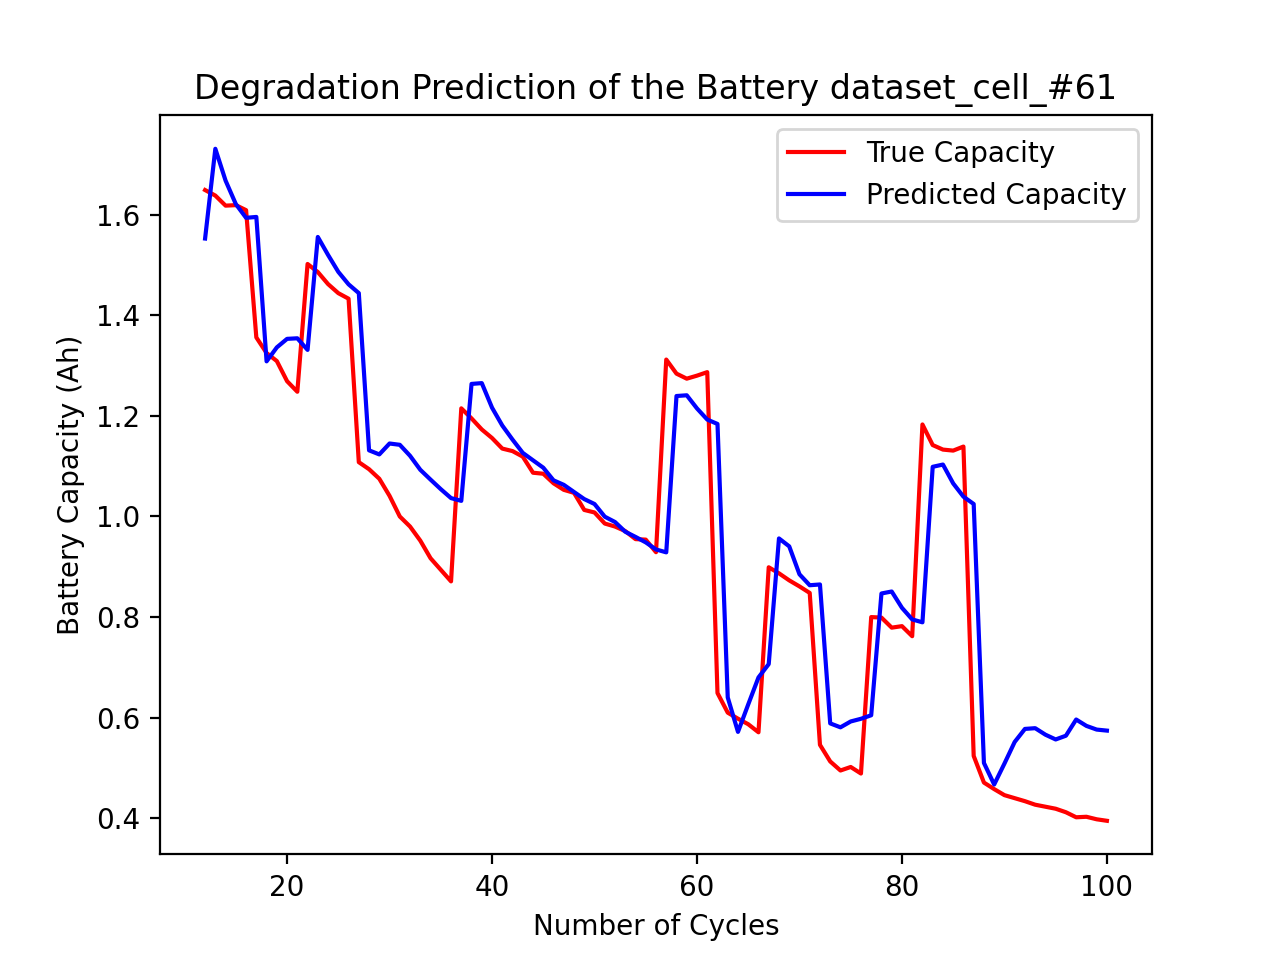 Degradation Prediction of the Battery dataset_cell_#61
True Capacity
Predicted Capacity
Battery Capacity (Ah)
1.6
1.4
1.2
1.0
0.8
0.6
0.4
20 40 60 80 100
Number of Cycles